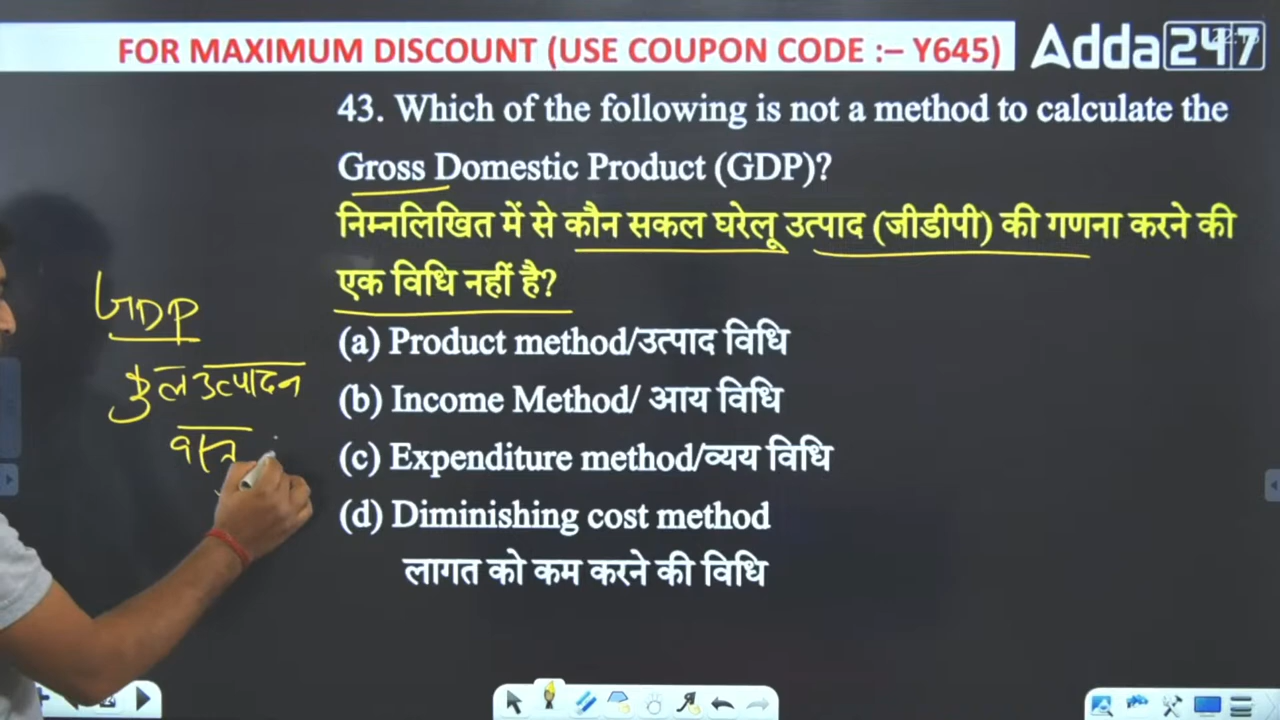 FOR MAXIMUM DISCOUNT (USE COUPON CODE :– Y645)
Adda247
43. Which of the following is not a method to calculate the
Gross Domestic Product (GDP)?
निम्नलिखित में से कौन सकल घरेलू उत्पाद (जीडीपी) की गणना करने की
एक विधि नहीं है?
GDP
कुल उत्पादन
(a) Product method/उत्पाद विधि
(b) Income Method/ आय विधि
(c) Expenditure method/व्यय विधि
(d) Diminishing cost method
लागत को कम करने की विधि